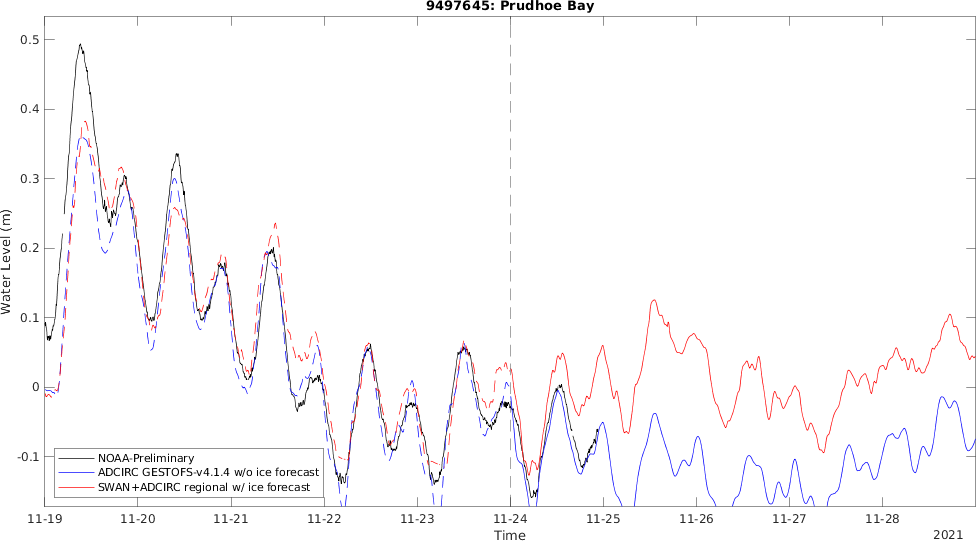 9497645: Prudhoe Bay
0.5
0.4
0.3
0.2
0.1
0
-0.1
Water Level (m)
NOAA-Preliminary
ADCIRC GESTOFS-v4.1.4 w/o ice forecast
SWAN+ADCIRC regional w/ ice forecast
11-19 11-20 11-21 11-22 11-23 11-24 11-25 11-26 11-27 11-28
Time
2021